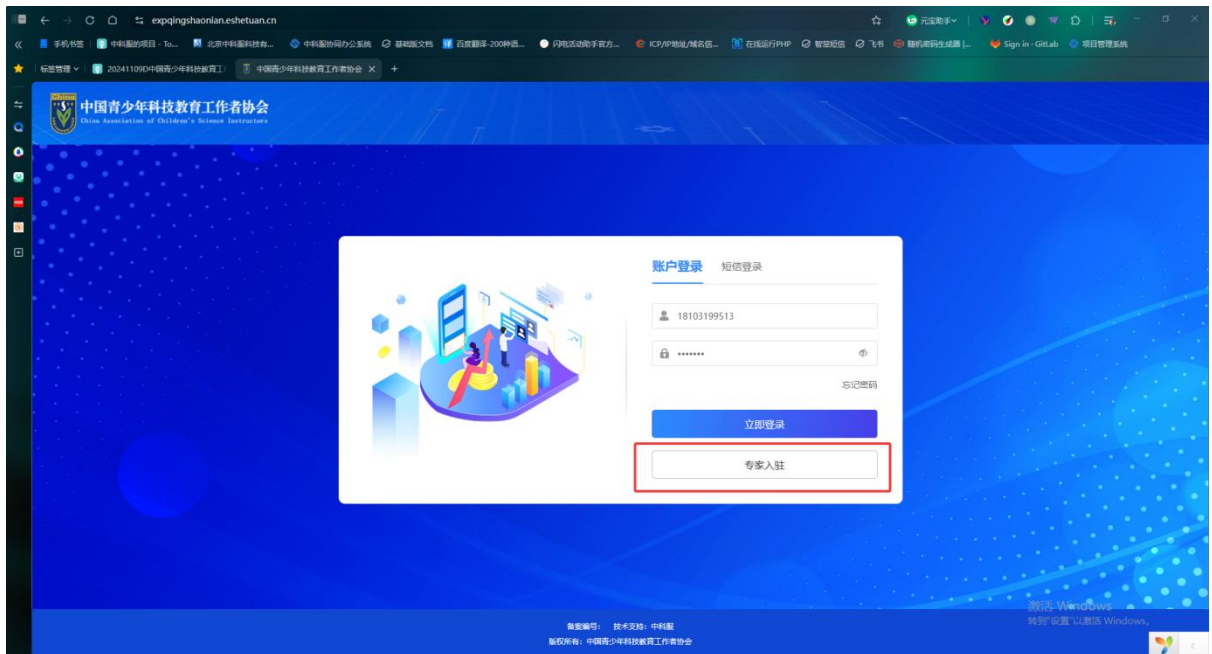 expqingshaonian.eshetuan.cn
元宝助手
手机书签
中科服的项目 - To...
北京中科服科技有...
中科服协同办公系统
基础版文档
百度翻译-200种语...
闪电活动助手官方...
ICP/IP地址/域名信...
在线运行PHP
智慧短信
飞书
随机密码生成器 |...
Sign in · GitLab
项目管理系统
标签管理
20241109D中国青少年科技教育工
中国青少年科技教育工作者协会
China
中国青少年科技教育工作者协会
China Association of Children's Science Instructors
账户登录 短信登录
18103199513
•••••••
忘记密码
立即登录
专家入驻
激活 Windows
转到"设置"以激活 Windows。
备案编号： 技术支持：中科服
版权所有：中国青少年科技教育工作者协会